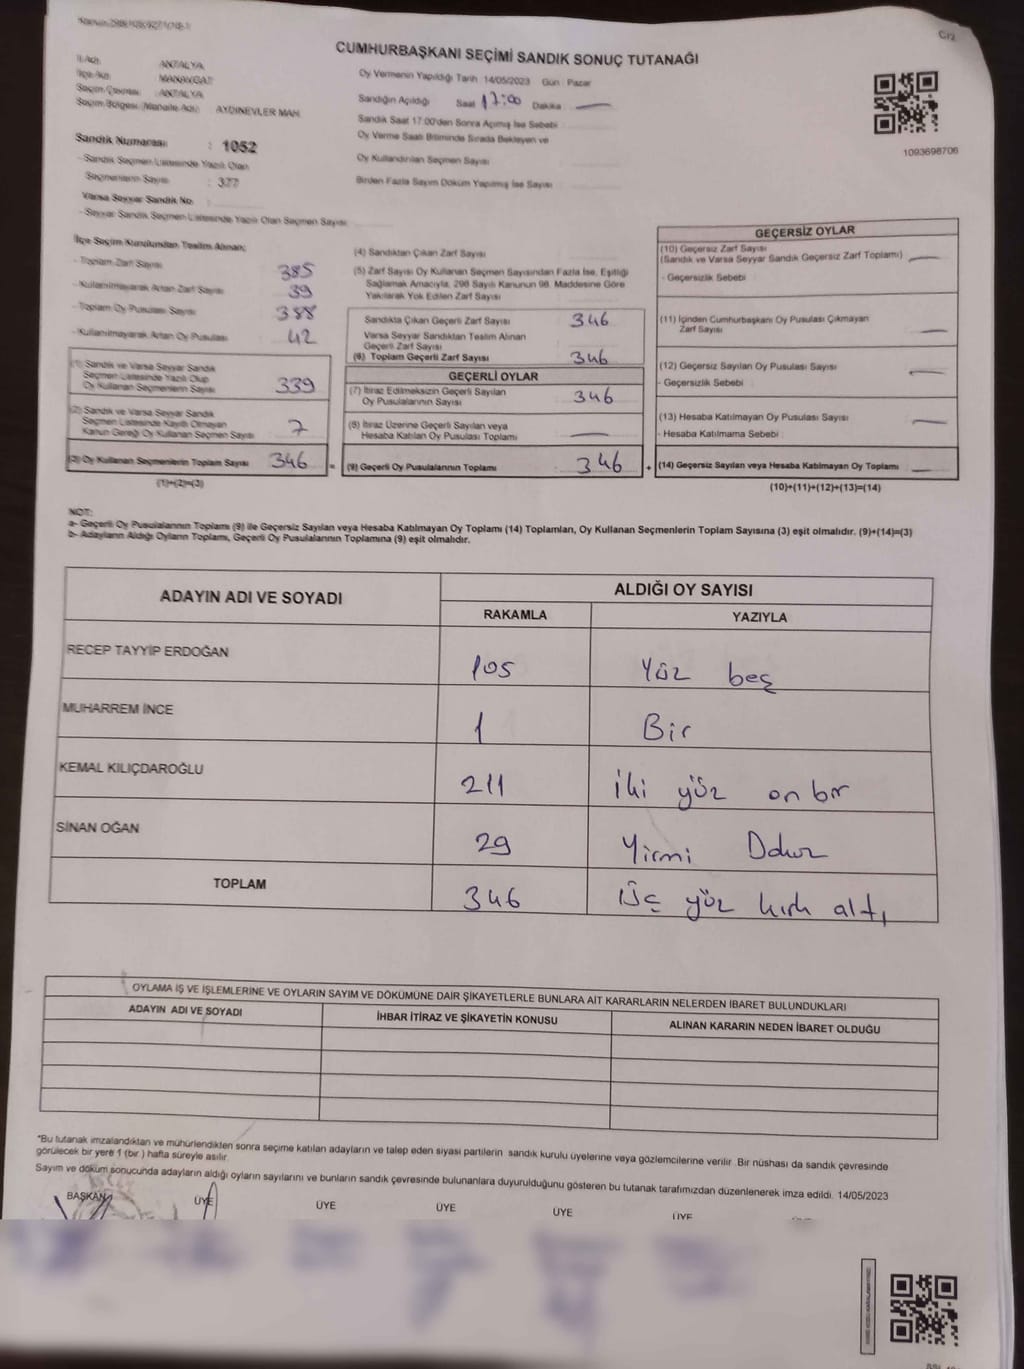 CUMHURBAŞKANI SEÇİMİ SANDIK SONUÇ TUTANAĞI
ANTALYA
MANAVGAT
ANTALYA
AYDINEVLER MAH
Sandık Numarası : 1052
- Sandık Seçmen Listesinde Yazılı Olan
Seçmenlerin Sayısı : 377
Varsa Seyyar Sandık No
- Seyyar Sandık Seçmen Listesinde Yazılı Olan Seçmen Sayısı
Oy Vermenin Yapıldığı Tarih 14/05/2023 Gün : Pazar
Sandığın Açıldığı Saat 17:00 Dakika —
Sandık Saat 17.00'den Sonra Açımış İse Sebebi
Oy Verme Saati Bitiminde Sırada Bekleyen ve
Oy Kullandırılan Seçmen Sayısı
Birden Fazla Sayım Döküm Yapılmış İse Sayısı
1093698706
İlçe Seçim Kurulundan Teslim Alınan;
- Toplam Zarf Sayısı 385
- Kullanılmayarak Artan Zarf Sayısı 39
- Toplam Oy Pusulası Sayısı 388
- Kullanılmayarak Artan Oy Pusulası 42
(1) Sandık ve Varsa Seyyar Sandık
Seçmen Listesinde Yazılı Olup
Oy Kullanan Seçmenlerin Sayısı 339
(2) Sandık ve Varsa Seyyar Sandık
Seçmen Listesinde Kayıtlı Olmayan
Kanun Gereği Oy Kullanan Seçmen Sayısı 7
(3) Oy Kullanan Seçmenlerin Toplam Sayısı 346 =
(1)+(2)=(3)
(4) Sandıktan Çıkan Zarf Sayısı
(5) Zarf Sayısı Oy Kullanan Seçmen Sayısından Fazla İse, Eşitliği
Sağlamak Amacıyla, 298 Sayılı Kanunun 98. Maddesine Göre
Yakılarak Yok Edilen Zarf Sayısı
Sandıkta Çıkan Geçerli Zarf Sayısı 346
Varsa Seyyar Sandıktan Teslim Alınan
Geçerli Zarf Sayısı
(6) Toplam Geçerli Zarf Sayısı 346
GEÇERLİ OYLAR
(7) İtiraz Edilmeksizin Geçerli Sayılan
Oy Pusulalarının Sayısı 346
(8) İtiraz Üzerine Geçerli Sayılan veya
Hesaba Katılan Oy Pusulası Toplamı —
(9) Geçerli Oy Pusulalarının Toplamı 346 +
GEÇERSİZ OYLAR
(10) Geçersiz Zarf Sayısı
(Sandık ve Varsa Seyyar Sandık Geçersiz Zarf Toplamı) —
- Geçersizlik Sebebi
(11) İçinden Cumhurbaşkanı Oy Pusulası Çıkmayan
Zarf Sayısı —
(12) Geçersiz Sayılan Oy Pusulası Sayısı —
- Geçersizlik Sebebi
(13) Hesaba Katılmayan Oy Pusulası Sayısı —
- Hesaba Katılmama Sebebi
(14) Geçersiz Sayılan veya Hesaba Katılmayan Oy Toplamı —
(10)+(11)+(12)+(13)=(14)
NOT:
a- Geçerli Oy Pusulalarının Toplamı (9) ile Geçersiz Sayılan veya Hesaba Katılmayan Oy Toplamı (14) Toplamları, Oy Kullanan Seçmenlerin Toplam Sayısına (3) eşit olmalıdır. (9)+(14)=(3)
b- Adayların Aldığı Oyların Toplamı, Geçerli Oy Pusulalarının Toplamına (9) eşit olmalıdır.
ADAYIN ADI VE SOYADI
ALDIĞI OY SAYISI
RAKAMLA YAZIYLA
RECEP TAYYİP ERDOĞAN 105 Yüz beş
MUHARREM İNCE 1 Bir
KEMAL KILIÇDAROĞLU 211 İki yüz on bir
SİNAN OĞAN 29 Yirmi Dokuz
TOPLAM 346 Üç yüz kırk altı
OYLAMA İŞ VE İŞLEMLERİNE VE OYLARIN SAYIM VE DÖKÜMÜNE DAİR ŞİKAYETLERLE BUNLARA AİT KARARLARIN NELERDEN İBARET BULUNDUKLARI
ADAYIN ADI VE SOYADI İHBAR İTİRAZ VE ŞİKAYETİN KONUSU ALINAN KARARIN NEDEN İBARET OLDUĞU
*Bu tutanak imzalandıktan ve mühürlendikten sonra seçime katılan adayların ve talep eden siyasi partilerin sandık kurulu üyelerine veya gözlemcilerine verilir. Bir nüshası da sandık çevresinde
görülecek bir yere 1 (bir) hafta süreyle asılır.
Sayım ve döküm sonucunda adayların aldığı oyların sayılarını ve bunların sandık çevresinde bulunanlara duyurulduğunu gösteren bu tutanak tarafımızdan düzenlenerek imza edildi. 14/05/2023
BAŞKAN ÜYE ÜYE ÜYE ÜYE ÜYE